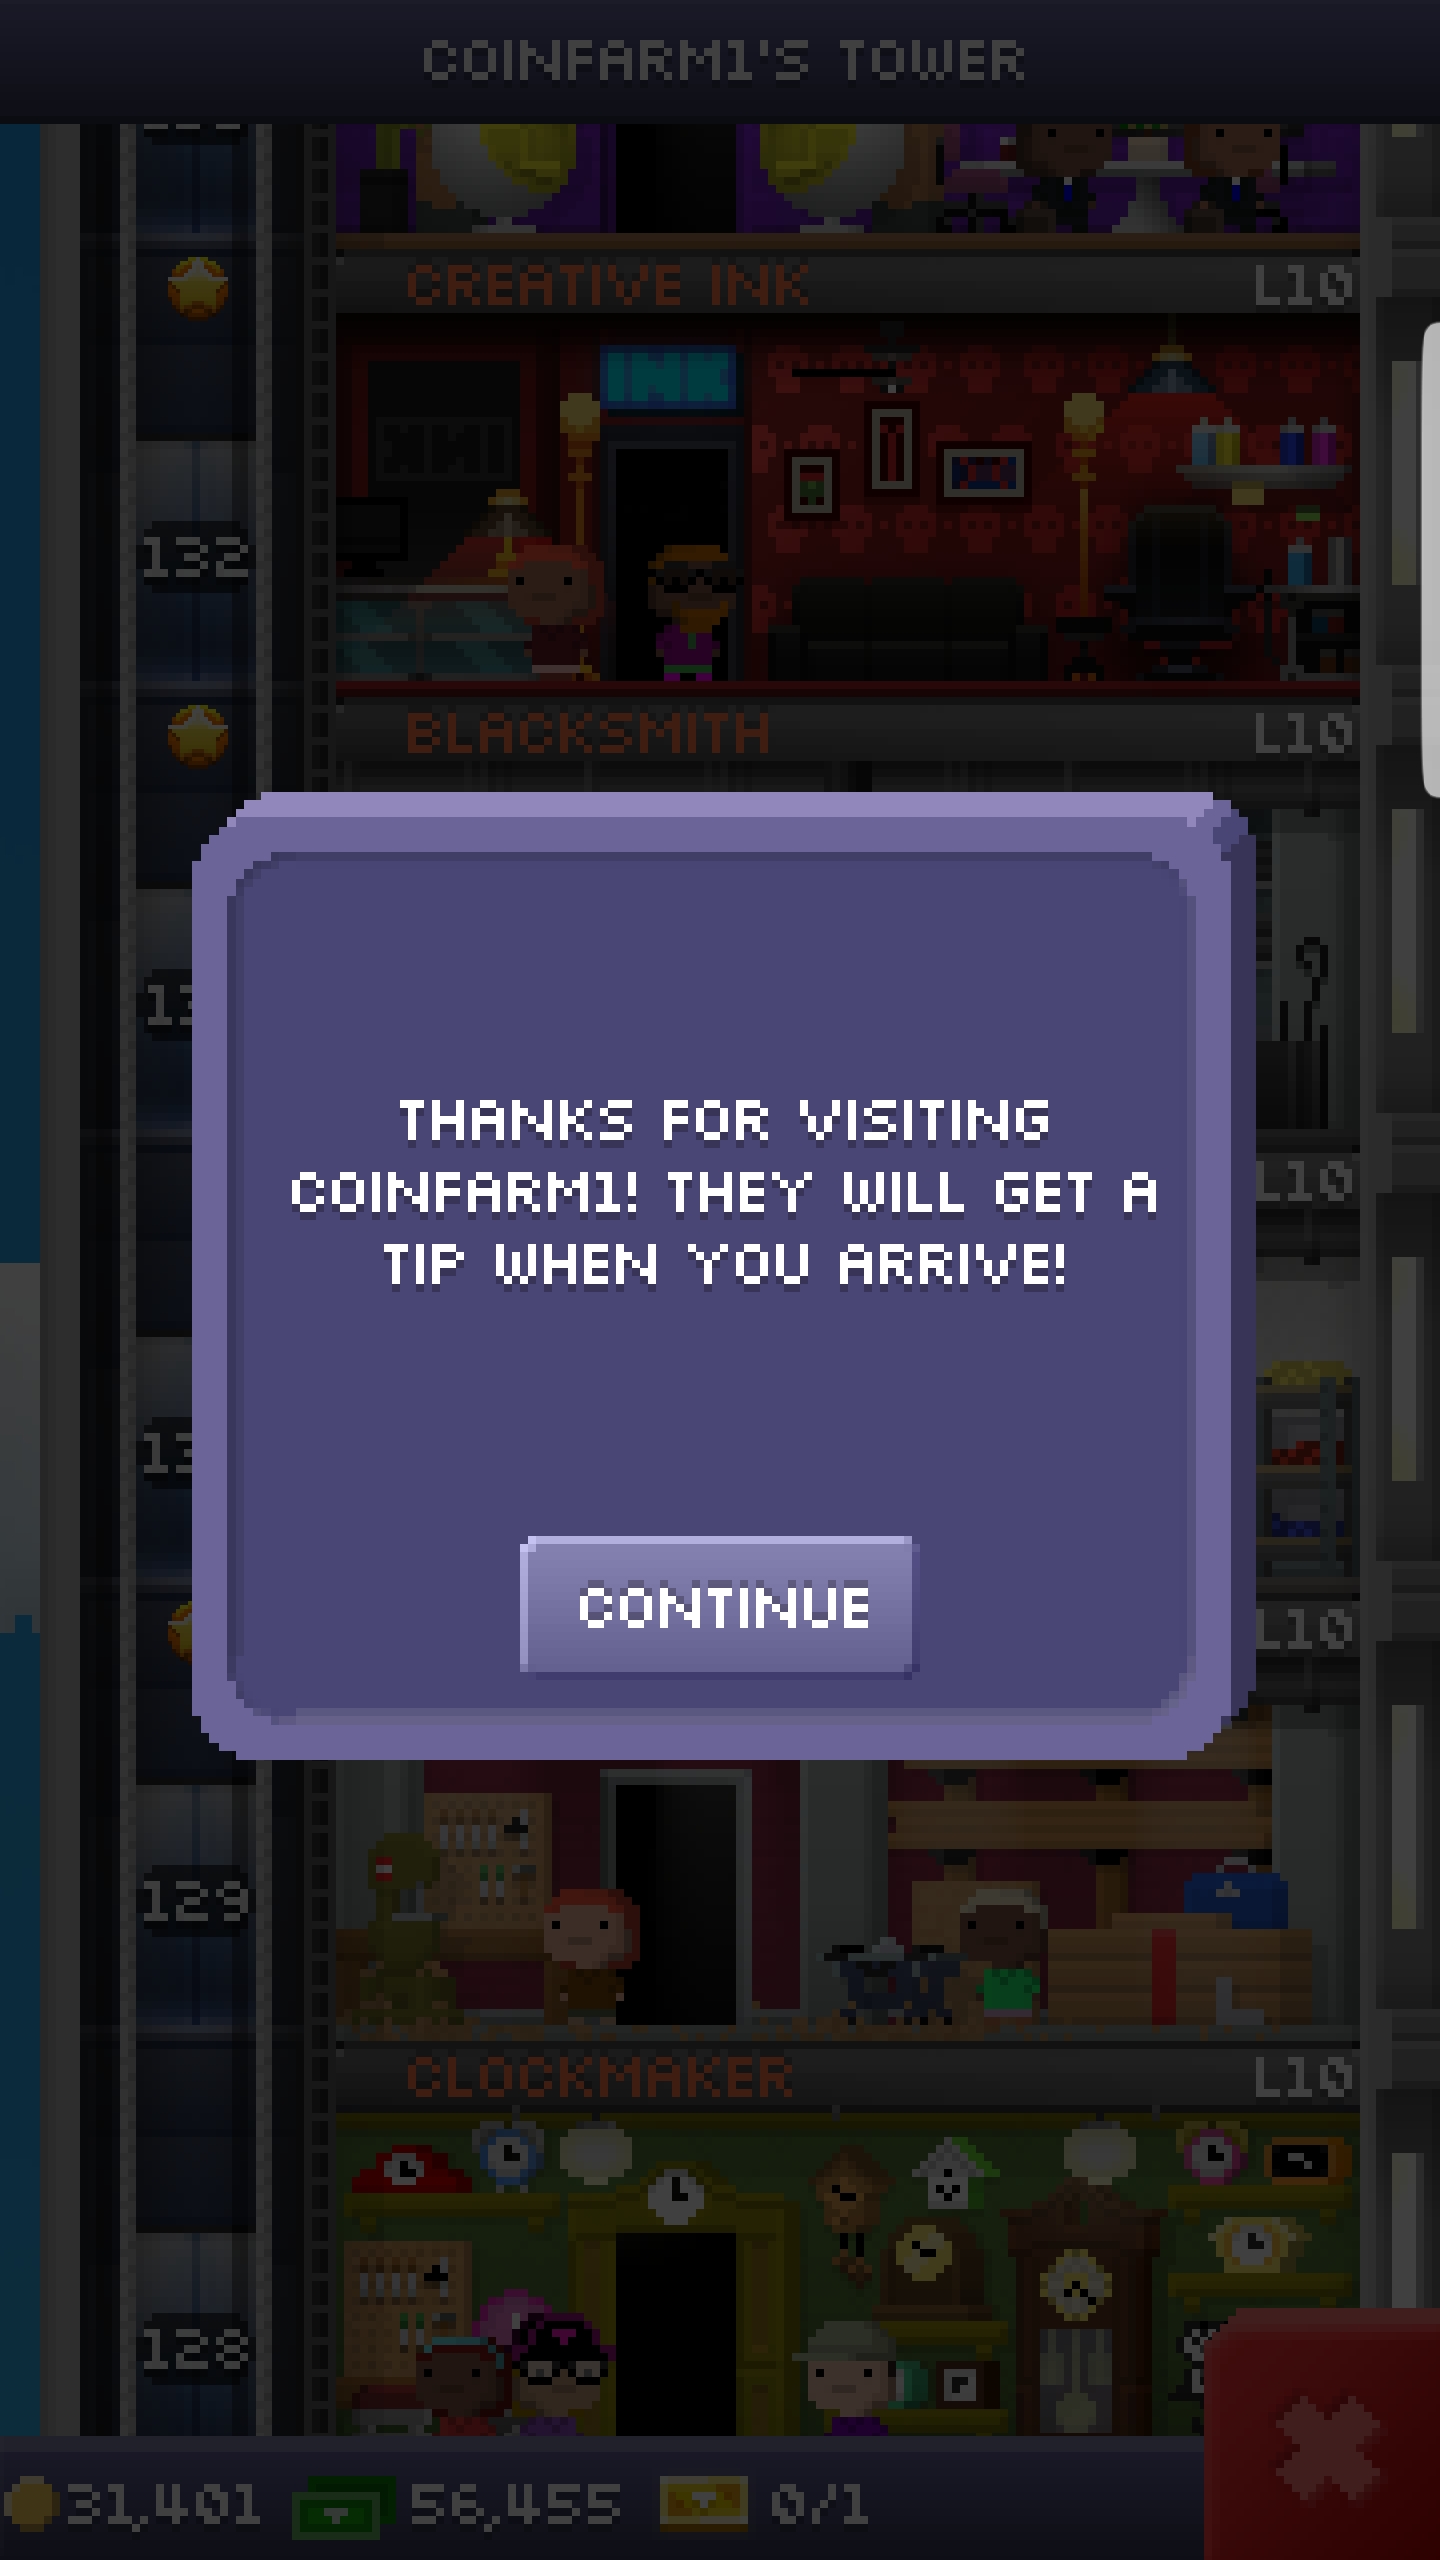 COINFARM1'S TOWER
CREATIVE INK
L10
INK
132
BLACKSMITH
L10
THANKS FOR VISITING
COINFARM1! THEY WILL GET A
TIP WHEN YOU ARRIVE!
L10
L10
CONTINUE
129
CLOCKMAKER
L10
128
31,401
56,455
0/1